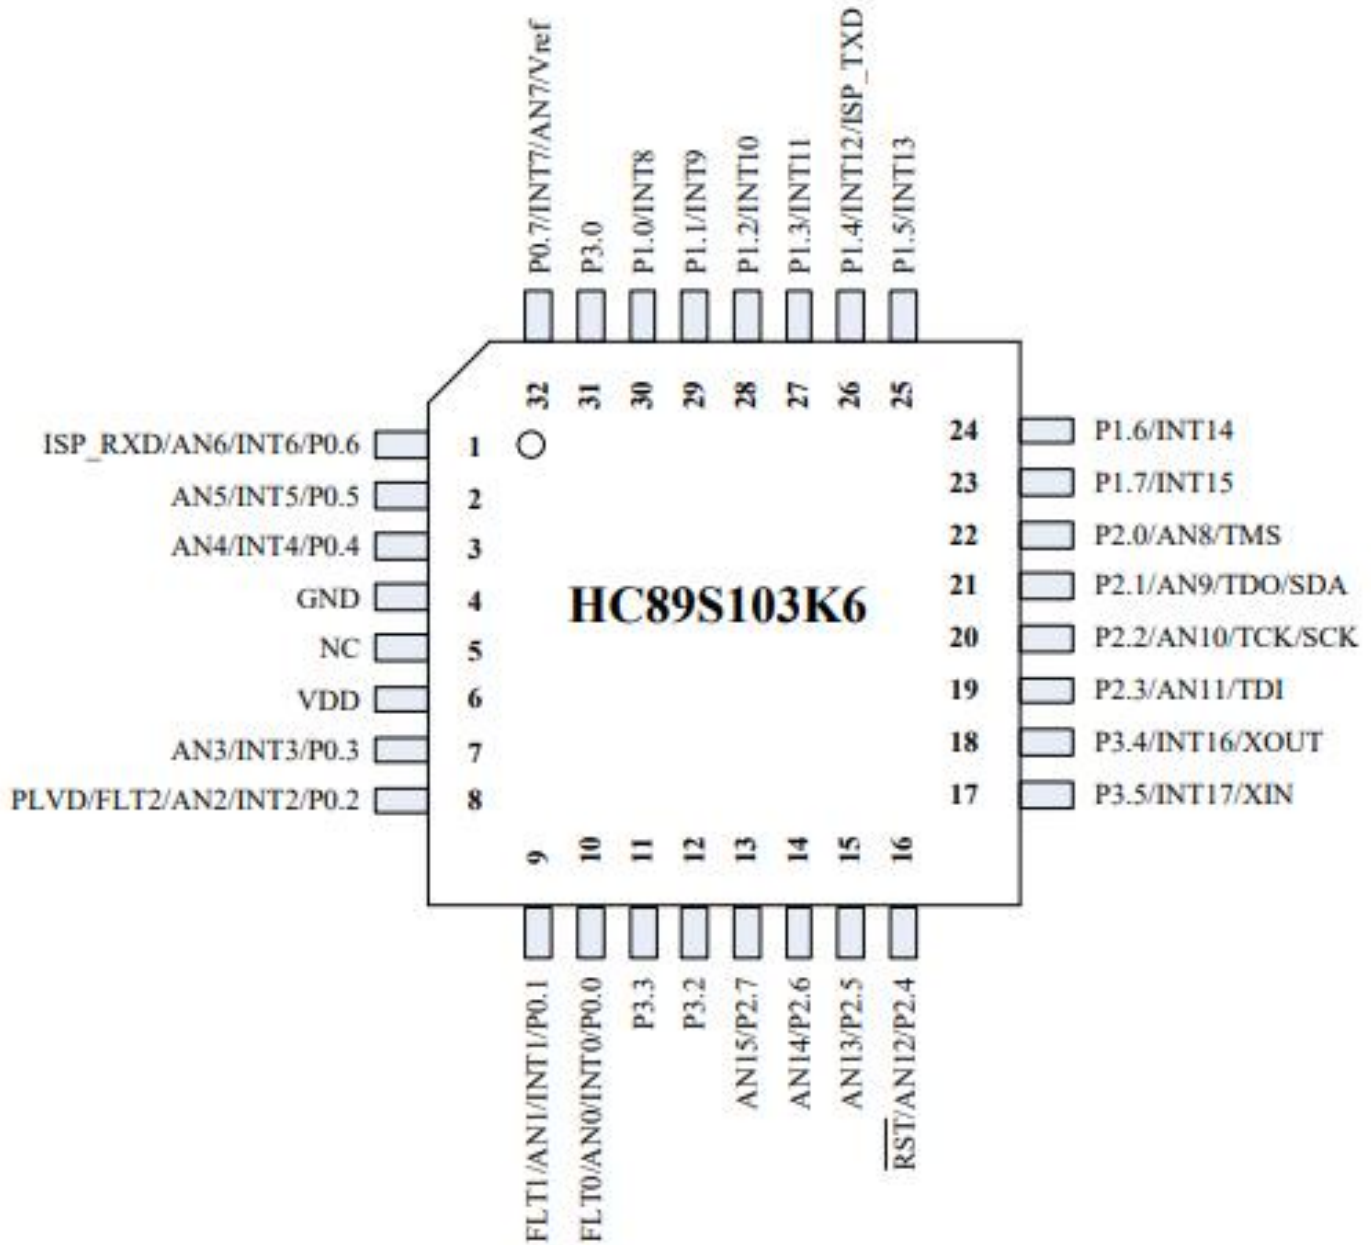 P0.7/INT7/AN7/Vref
P3.0
P1.0/INT8
P1.1/INT9
P1.2/INT10
P1.3/INT11
P1.4/INT12/ISP_TXD
P1.5/INT13
32
31
30
29
28
27
26
25
ISP_RXD/AN6/INT6/P0.6
1
AN5/INT5/P0.5
2
AN4/INT4/P0.4
3
GND
4
NC
5
VDD
6
AN3/INT3/P0.3
7
PLVD/FLT2/AN2/INT2/P0.2
8
HC89S103K6
24
P1.6/INT14
23
P1.7/INT15
22
P2.0/AN8/TMS
21
P2.1/AN9/TDO/SDA
20
P2.2/AN10/TCK/SCK
19
P2.3/AN11/TDI
18
P3.4/INT16/XOUT
17
P3.5/INT17/XIN
9
10
11
12
13
14
15
16
FLT1/AN1/INT1/P0.1
FLT0/AN0/INT0/P0.0
P3.3
P3.2
AN15/P2.7
AN14/P2.6
AN13/P2.5
RST/AN12/P2.4